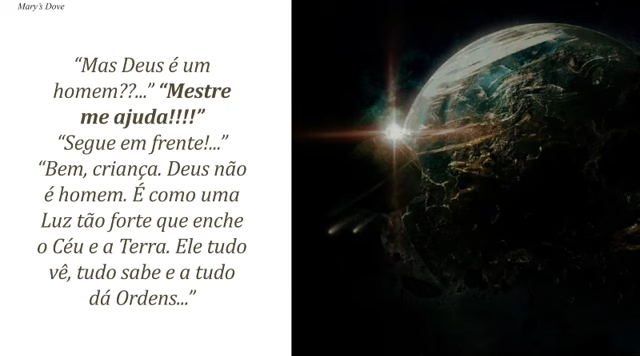 Mary's Dove
“Mas Deus é um
homem??...” “Mestre
me ajuda!!!!”
“Segue em frente!...”
“Bem, criança. Deus não
é homem. É como uma
Luz tão forte que enche
o Céu e a Terra. Ele tudo
vê, tudo sabe e a tudo
dá Ordens...”